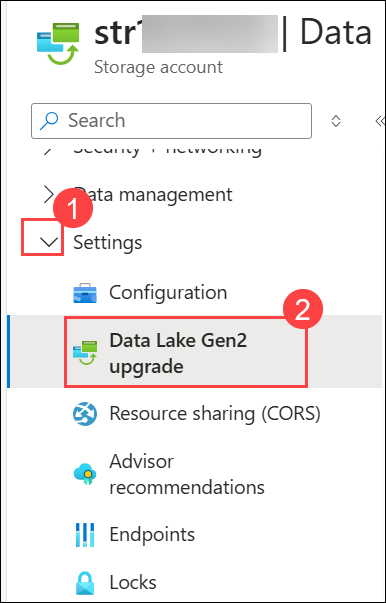 str | Data
Storage account
Search
Security + networking
Data management
1
Settings
Configuration
2
Data Lake Gen2
upgrade
Resource sharing (CORS)
Advisor
recommendations
Endpoints
Locks